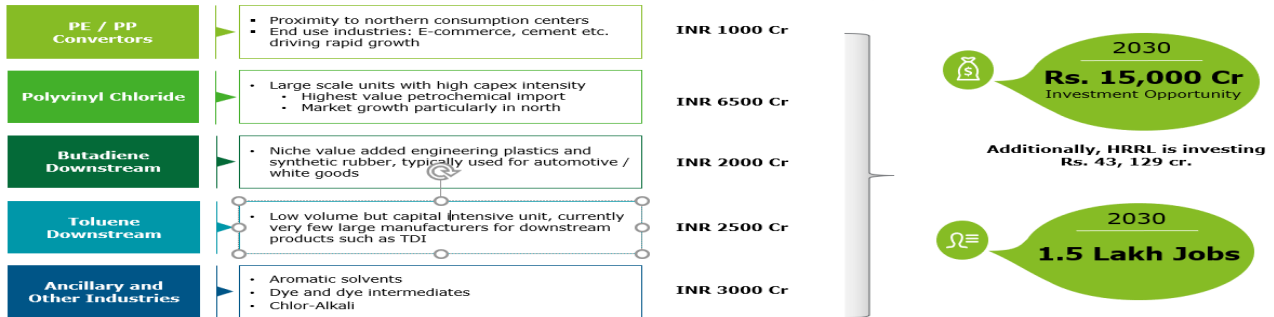 PE / PP
Convertors
▪ Proximity to northern consumption centers
▪ End use industries: E-commerce, cement etc.
driving rapid growth
INR 1000 Cr
Polyvinyl Chloride
• Large scale units with high capex intensity
• Highest value petrochemical import
• Market growth particularly in north
INR 6500 Cr
Butadiene
Downstream
• Niche value added engineering plastics and
synthetic rubber, typically used for automotive /
white goods
INR 2000 Cr
Toluene
Downstream
• Low volume but capital intensive unit, currently
very few large manufacturers for downstream
products such as TDI
INR 2500 Cr
Ancillary and
Other Industries
• Aromatic solvents
• Dye and dye intermediates
• Chlor-Alkali
INR 3000 Cr
2030
Rs. 15,000 Cr
Investment Opportunity
Additionally, HRRL is investing
Rs. 43, 129 cr.
2030
1.5 Lakh Jobs